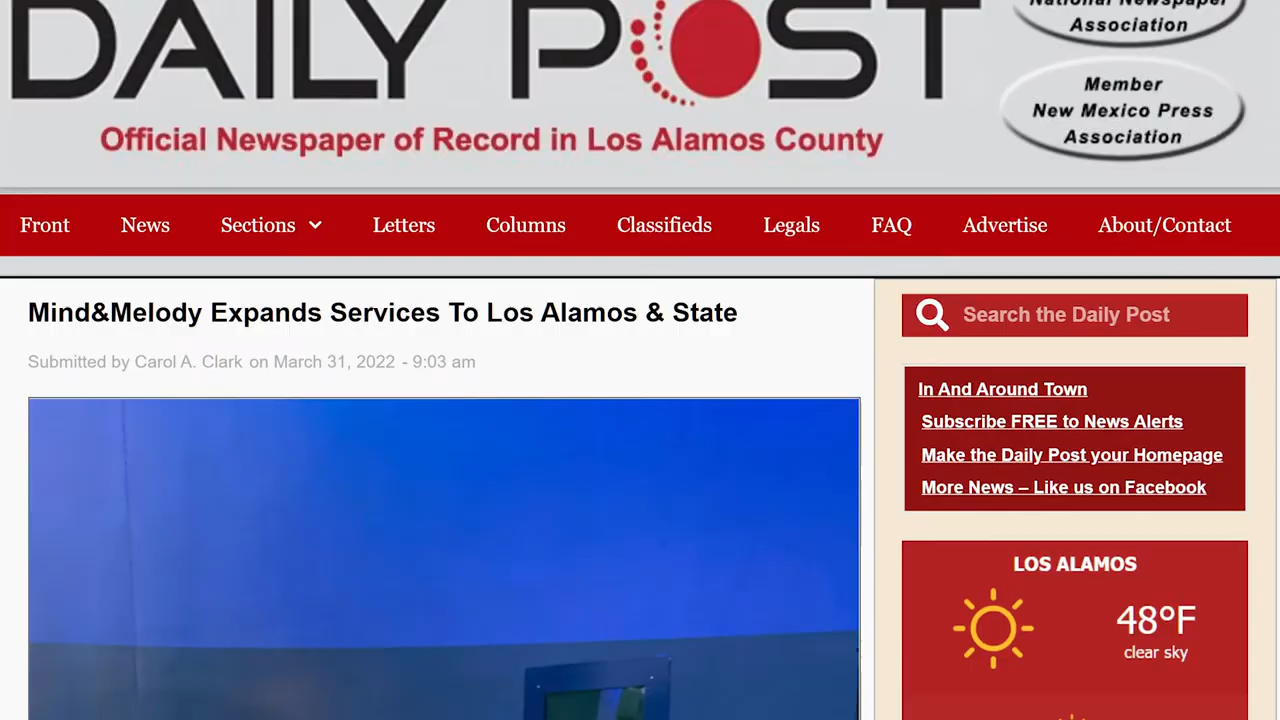 DAILY POST
Official Newspaper of Record in Los Alamos County
National Newspaper
Association
Member
New Mexico Press
Association
Front News Sections Letters Columns Classifieds Legals FAQ Advertise About/Contact
Mind&Melody Expands Services To Los Alamos & State
Submitted by Carol A. Clark on March 31, 2022 - 9:03 am
Search the Daily Post
In And Around Town
Subscribe FREE to News Alerts
Make the Daily Post your Homepage
More News – Like us on Facebook
LOS ALAMOS
48°F
clear sky